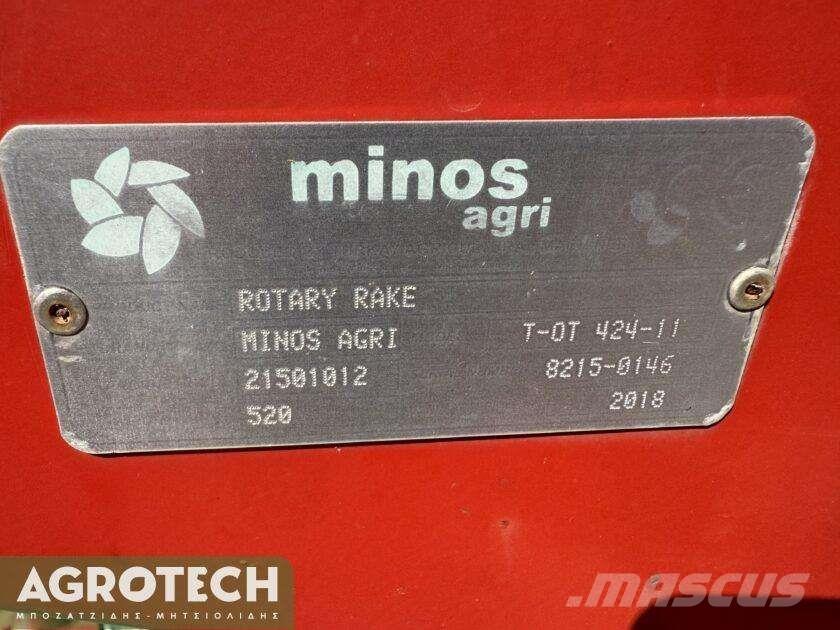 minos
agri
ROTARY RAKE
MINOS AGRI T-OT 424-11
21501012 8215-0146
520 2018
AGROTECH
ΜΠΟΖΑΤΖΙΔΗΣ-ΜΗΤΣΙΟΛΙΔΗΣ
MASCUS